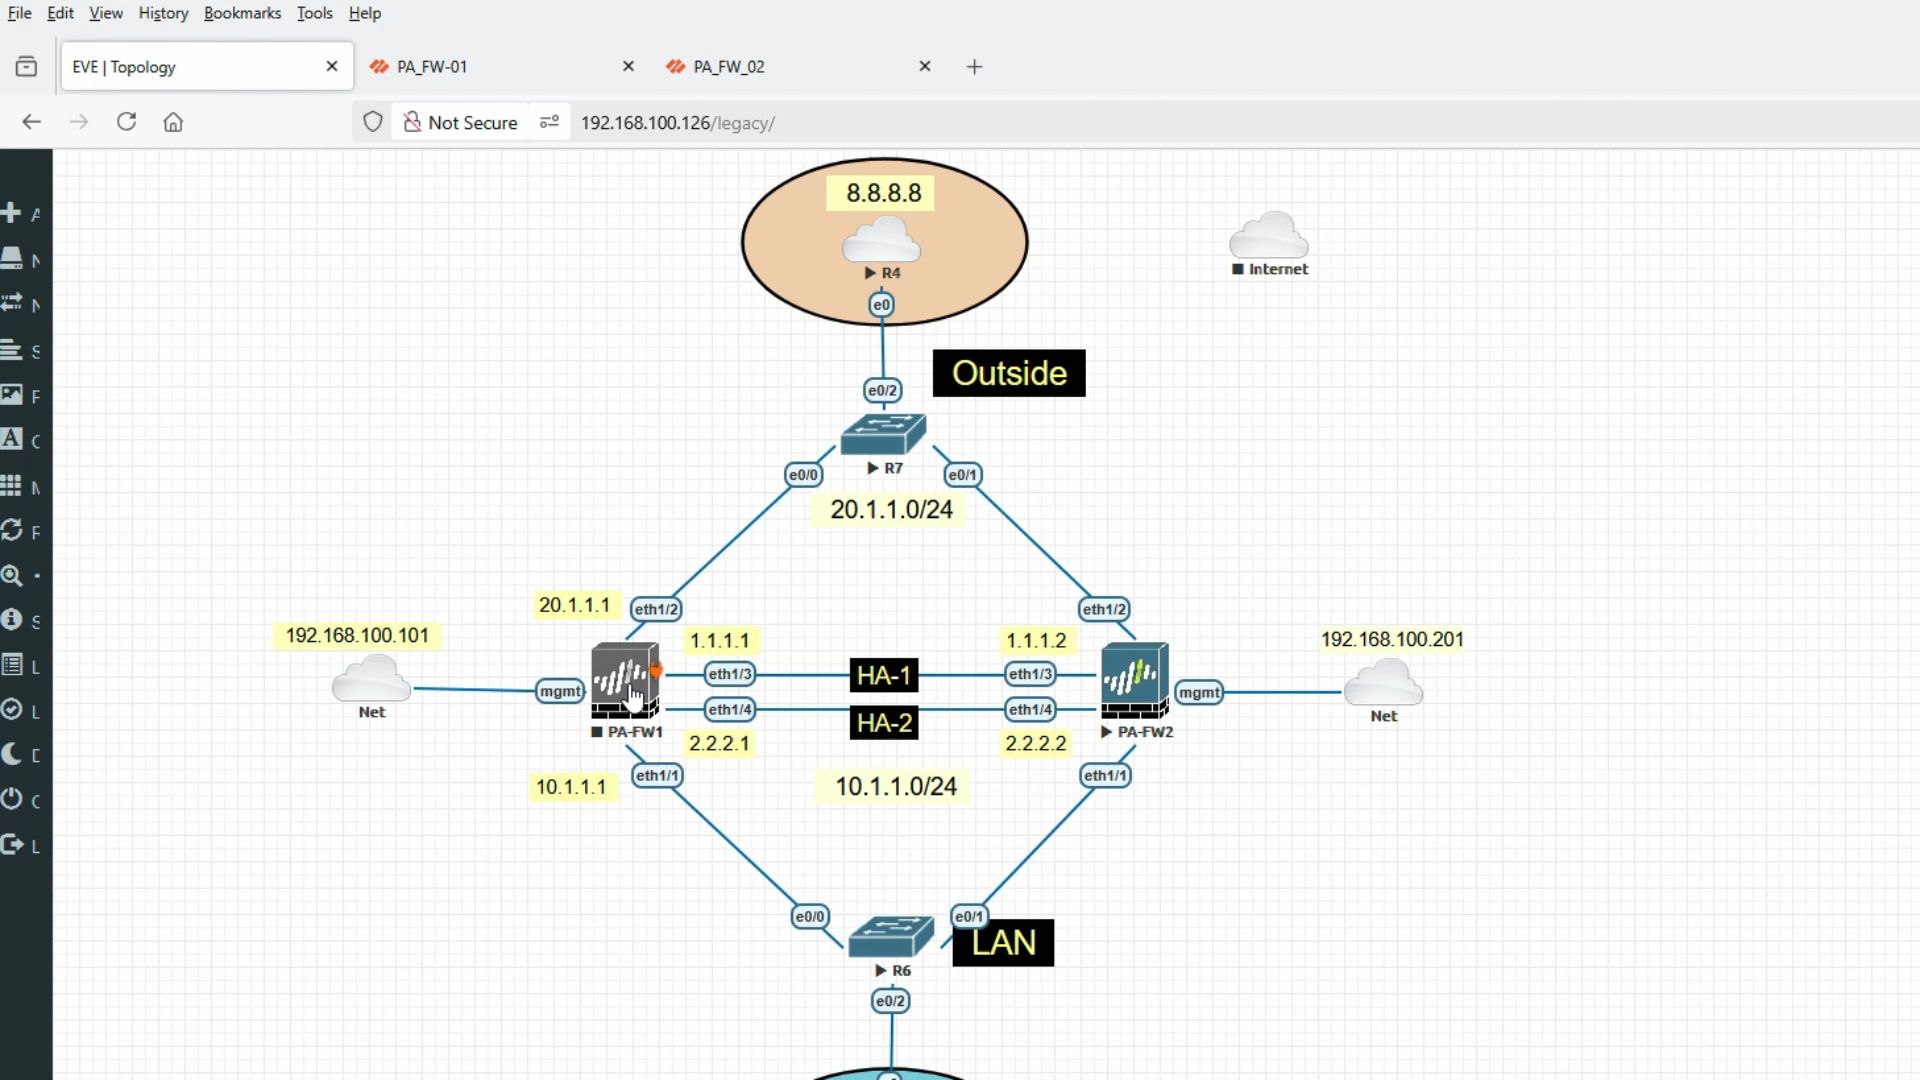 File Edit View History Bookmarks Tools Help
EVE | Topology
PA_FW-01
PA_FW_02
Not Secure
192.168.100.126/legacy/
8.8.8.8
R4
Internet
e0
Outside
e0/2
R7
e0/0
e0/1
20.1.1.0/24
20.1.1.1
eth1/2
eth1/2
192.168.100.101
1.1.1.1
1.1.1.2
192.168.100.201
eth1/3
HA-1
eth1/3
mgmt
mgmt
Net
eth1/4
HA-2
eth1/4
Net
PA-FW1
PA-FW2
2.2.2.1
2.2.2.2
eth1/1
eth1/1
10.1.1.1
10.1.1.0/24
e0/0
e0/1
LAN
R6
e0/2